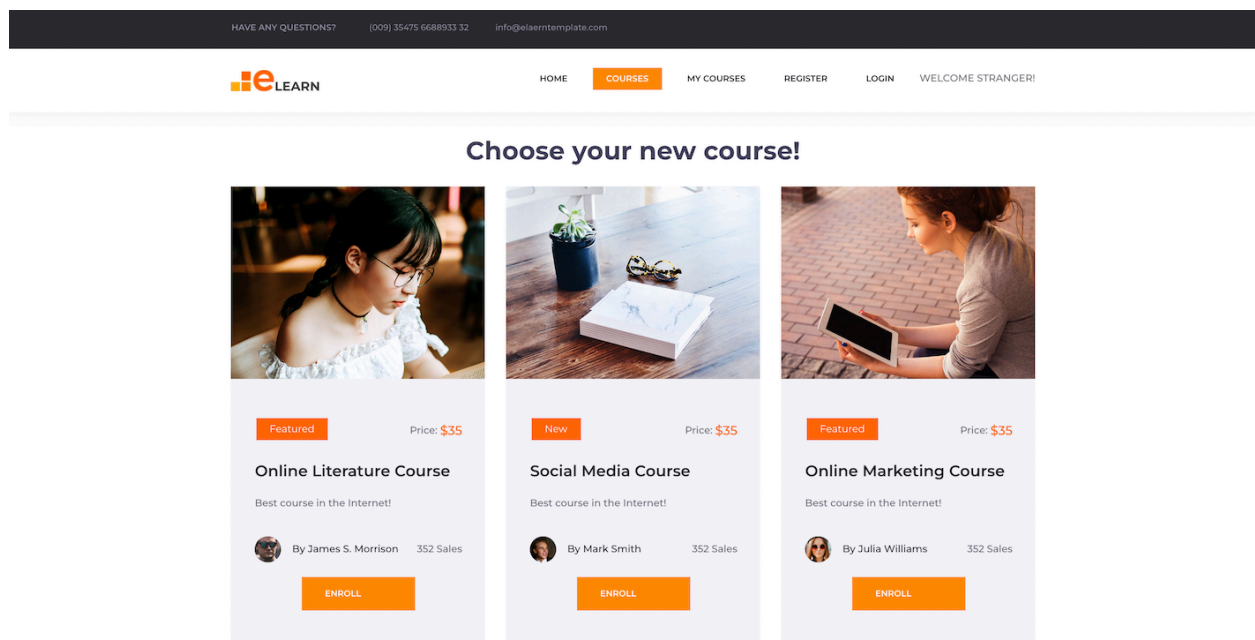 HAVE ANY QUESTIONS? (009) 35475 6688933 32 info@elaerntemplate.com
eLEARN HOME COURSES MY COURSES REGISTER LOGIN WELCOME STRANGER!
Choose your new course!
Featured Price: $35
Online Literature Course
Best course in the Internet!
By James S. Morrison 352 Sales
ENROLL
New Price: $35
Social Media Course
Best course in the Internet!
By Mark Smith 352 Sales
ENROLL
Featured Price: $35
Online Marketing Course
Best course in the Internet!
By Julia Williams 352 Sales
ENROLL